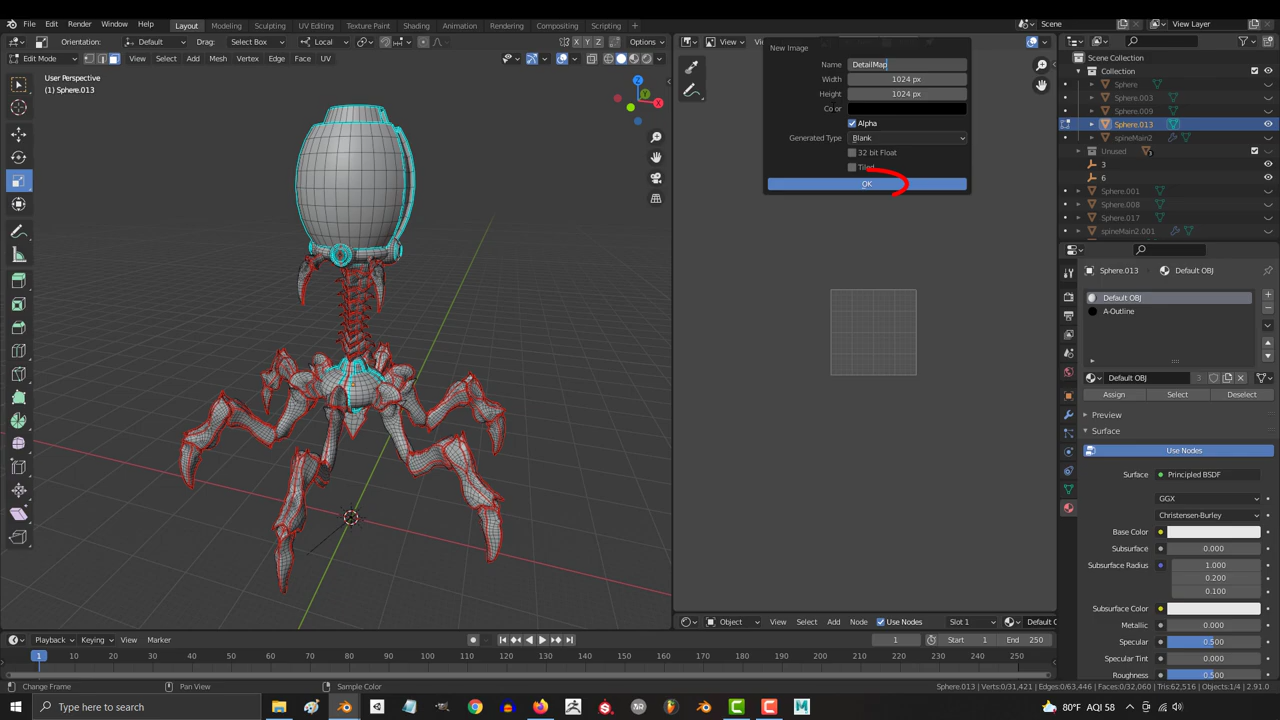 File Edit Render Window Help Layout Modeling Sculpting UV Editing Texture Paint Shading Animation Rendering Compositing Scripting Scene View Layer
Orientation: Default Drag: Select Box Local Options View
Edit Mode View Select Add Mesh Vertex Edge Face UV
User Perspective
(1) Sphere.013
Z
X
New Image
Name DetailMap
Width 1024 px
Height 1024 px
Color
Alpha
Generated Type Blank
32 bit Float
Tiled
OK
Scene Collection
Collection
Sphere
Sphere.003
Sphere.009
Sphere.013
spineMain2
Unused 3
3
6
Sphere.001
Sphere.008
Sphere.017
spineMain2.001
Sphere.013 Default OBJ
Default OBJ
A-Outline
Default OBJ 3
Assign Select Deselect
Preview
Surface
Use Nodes
Surface Principled BSDF
GGX
Christensen-Burley
Base Color
Subsurface 0.000
Subsurface Radius 1.000
0.200
0.100
Subsurface Color
Metallic 0.000
Specular 0.500
Specular Tint 0.000
Roughness 0.500
Object View Select Add Node Use Nodes Slot 1 Default O
Playback Keying View Marker 1 Start 1 End 250
1 10 20 30 40 50 60 70 80 90 100 110 120 130 140 150 160 170 180 190 200 210 220 230 240 250
Change Frame Pan View Sample Color Sphere.013 | Verts:0/31,421 | Edges:0/63,446 | Faces:0/32,060 | Tris:62,516 | Objects:1/4 | 2.91.0
Type here to search 80°F AQI 58